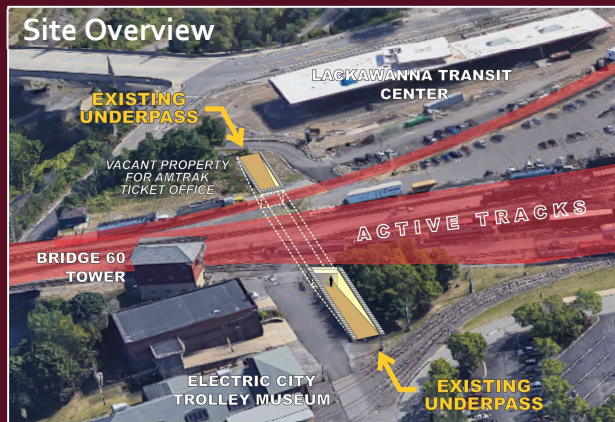 Site Overview
LACKAWANNA TRANSIT
CENTER
EXISTING
UNDERPASS
VACANT PROPERTY
FOR AMTRAK
TICKET OFFICE
ACTIVE TRACKS
BRIDGE 60
TOWER
ELECTRIC CITY
TROLLEY MUSEUM
EXISTING
UNDERPASS